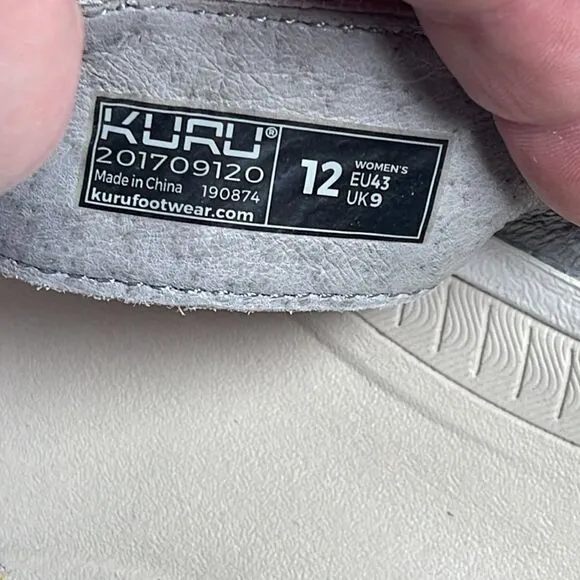 KURU®
201709120
Made in China 190874
kurufootwear.com
12
WOMEN'S
EU43
UK9